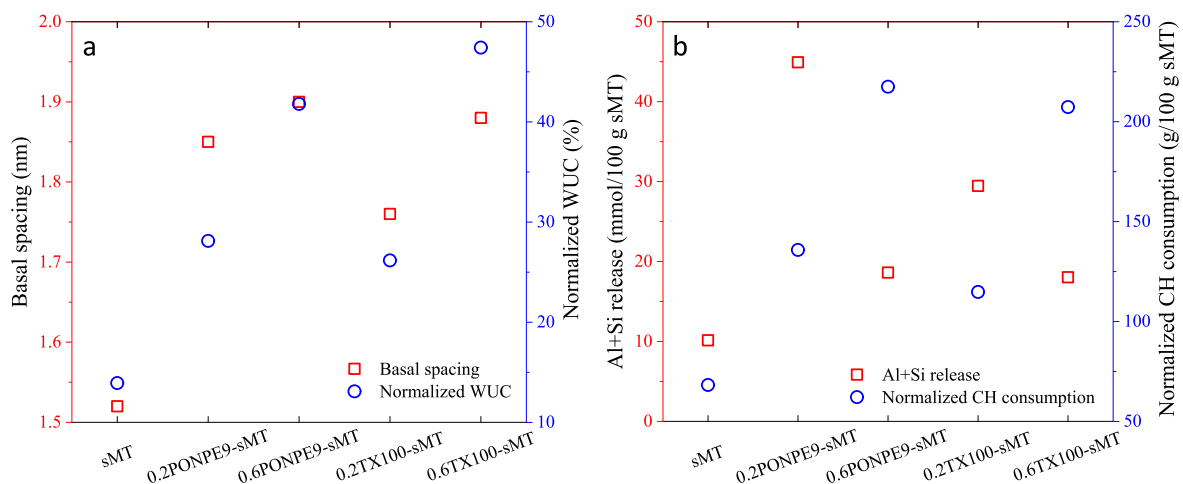 a
Basal spacing (nm)
2.0
1.9
1.8
1.7
1.6
1.5
50
40
30
20
10
Normalized WUC (%)
Basal spacing
Normalized WUC
sMT
0.2PONPE9-sMT
0.6PONPE9-sMT
0.2TX100-sMT
0.6TX100-sMT
b
Al+Si release (mmol/100 g sMT)
50
40
30
20
10
0
250
200
150
100
50
Normalized CH consumption (g/100 g sMT)
Al+Si release
Normalized CH consumption
sMT
0.2PONPE9-sMT
0.6PONPE9-sMT
0.2TX100-sMT
0.6TX100-sMT